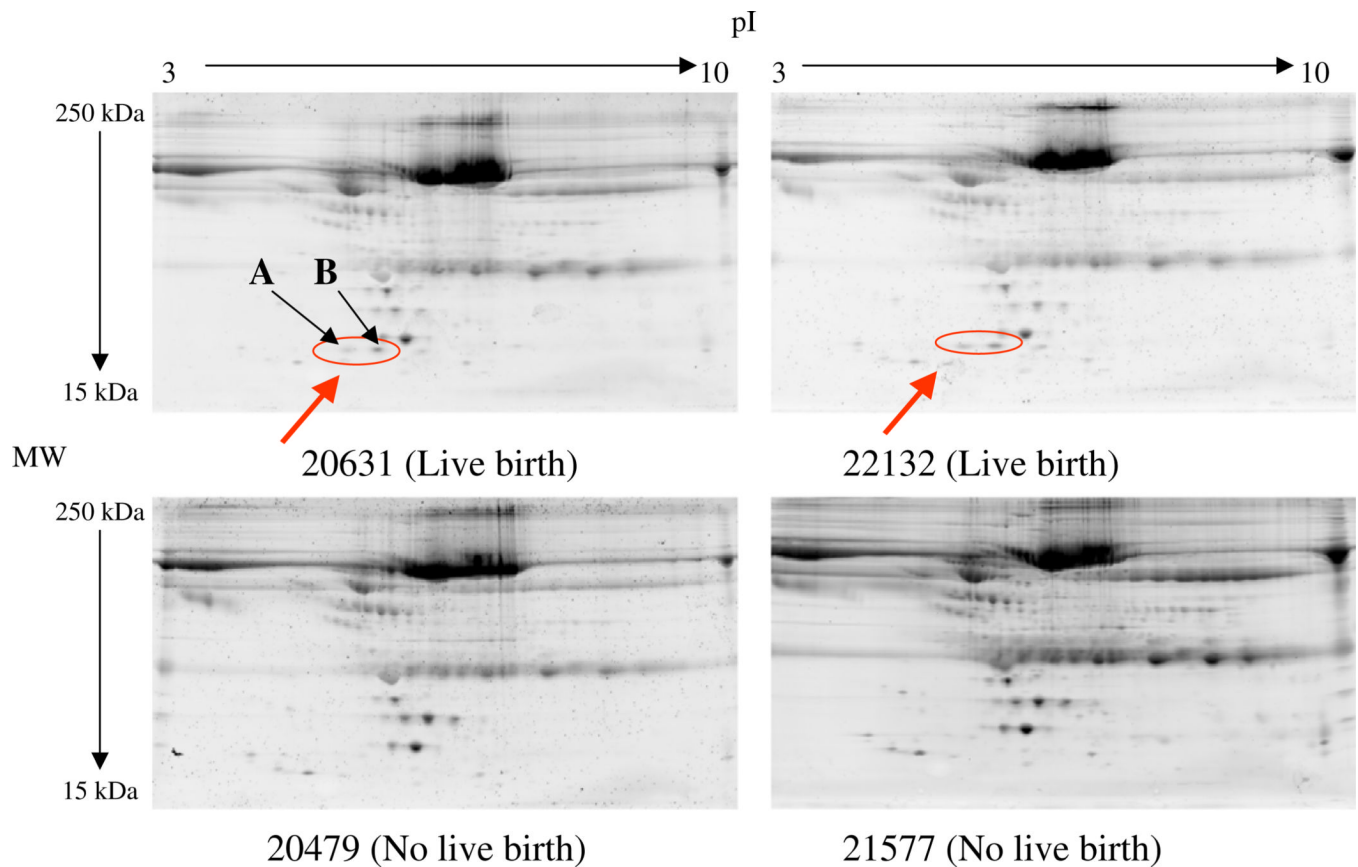 pI
3 10 3 10
250 kDa
A B
15 kDa
MW
20631 (Live birth) 22132 (Live birth)
250 kDa
15 kDa
20479 (No live birth) 21577 (No live birth)